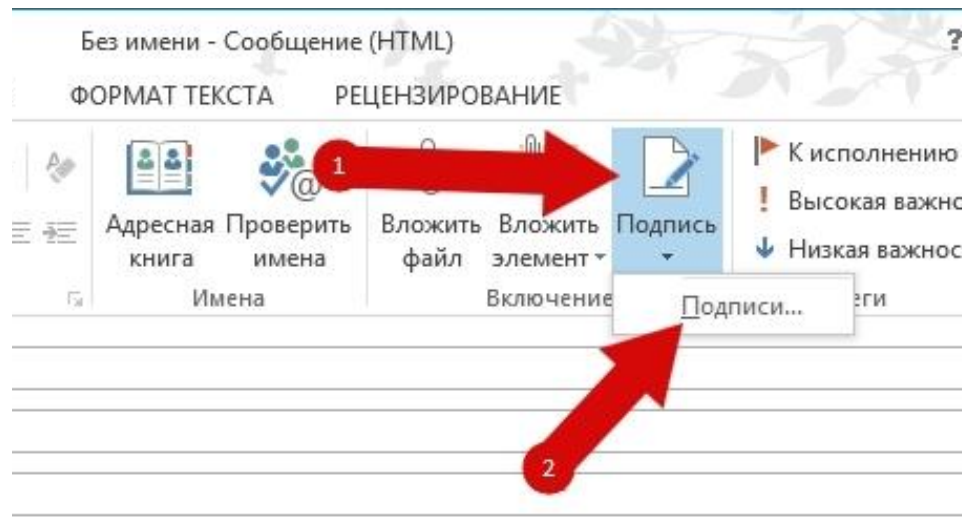 Без имени - Сообщение (HTML)
?
ФОРМАТ ТЕКСТА РЕЦЕНЗИРОВАНИЕ
1
К исполнению
Высокая важно
Адресная Проверить Вложить Вложить Подпись
книга имена файл элемент
Низкая важнос
Имена Включение еги
Подписи...
2